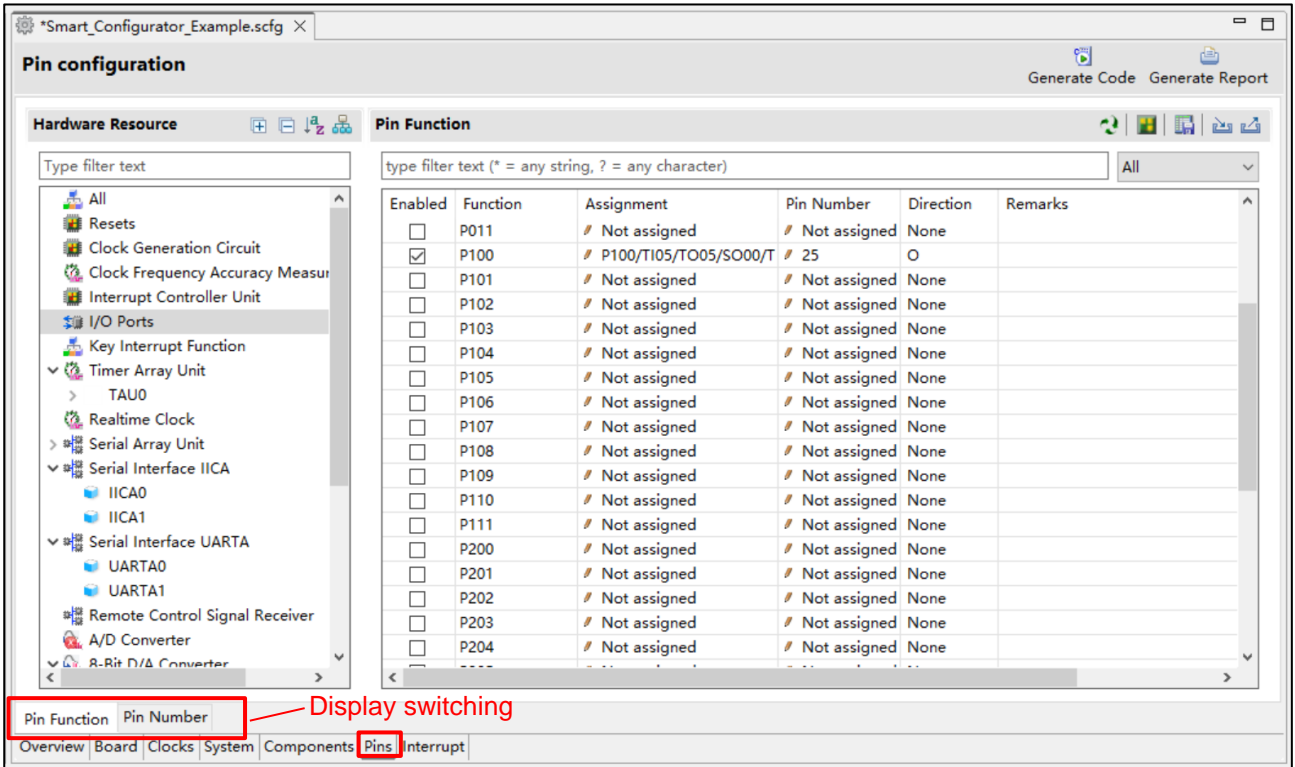 *Smart_Configurator_Example.scfg
Pin configuration
Generate Code Generate Report
Hardware Resource
Type filter text
All
Resets
Clock Generation Circuit
Clock Frequency Accuracy Measur
Interrupt Controller Unit
I/O Ports
Key Interrupt Function
Timer Array Unit
TAU0
Realtime Clock
Serial Array Unit
Serial Interface IICA
IICA0
IICA1
Serial Interface UARTA
UARTA0
UARTA1
Remote Control Signal Receiver
A/D Converter
8-Bit D/A Converter
Pin Function
type filter text (* = any string, ? = any character) All
Enabled Function Assignment Pin Number Direction Remarks
P011 Not assigned Not assigned None
P100 P100/TI05/TO05/SO00/T 25 O
P101 Not assigned Not assigned None
P102 Not assigned Not assigned None
P103 Not assigned Not assigned None
P104 Not assigned Not assigned None
P105 Not assigned Not assigned None
P106 Not assigned Not assigned None
P107 Not assigned Not assigned None
P108 Not assigned Not assigned None
P109 Not assigned Not assigned None
P110 Not assigned Not assigned None
P111 Not assigned Not assigned None
P200 Not assigned Not assigned None
P201 Not assigned Not assigned None
P202 Not assigned Not assigned None
P203 Not assigned Not assigned None
P204 Not assigned Not assigned None
Pin Function Pin Number
Display switching
Overview Board Clocks System Components Pins Interrupt